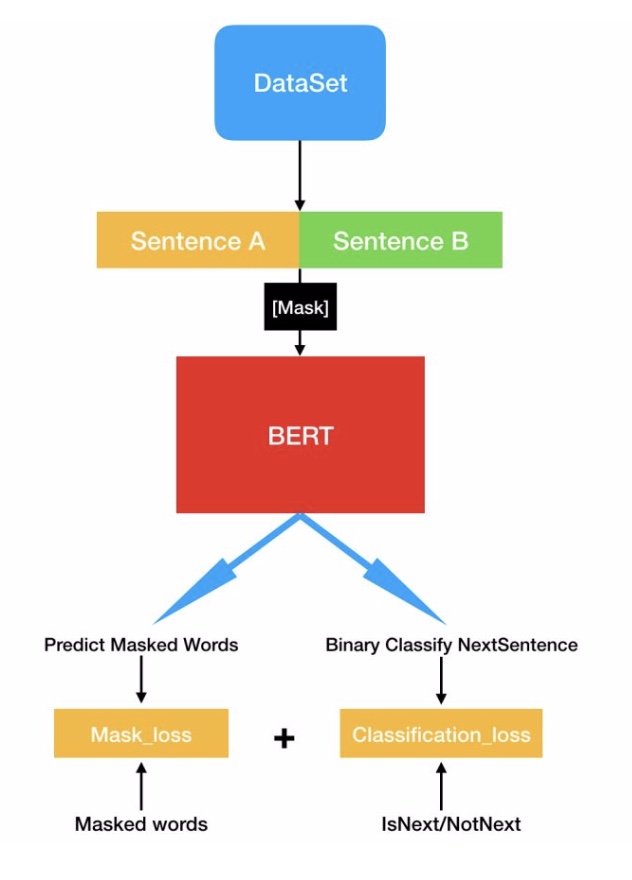 DataSet
Sentence A
Sentence B
[Mask]
BERT
Predict Masked Words
Binary Classify NextSentence
Mask_loss
+
Classification_loss
Masked words
IsNext/NotNext